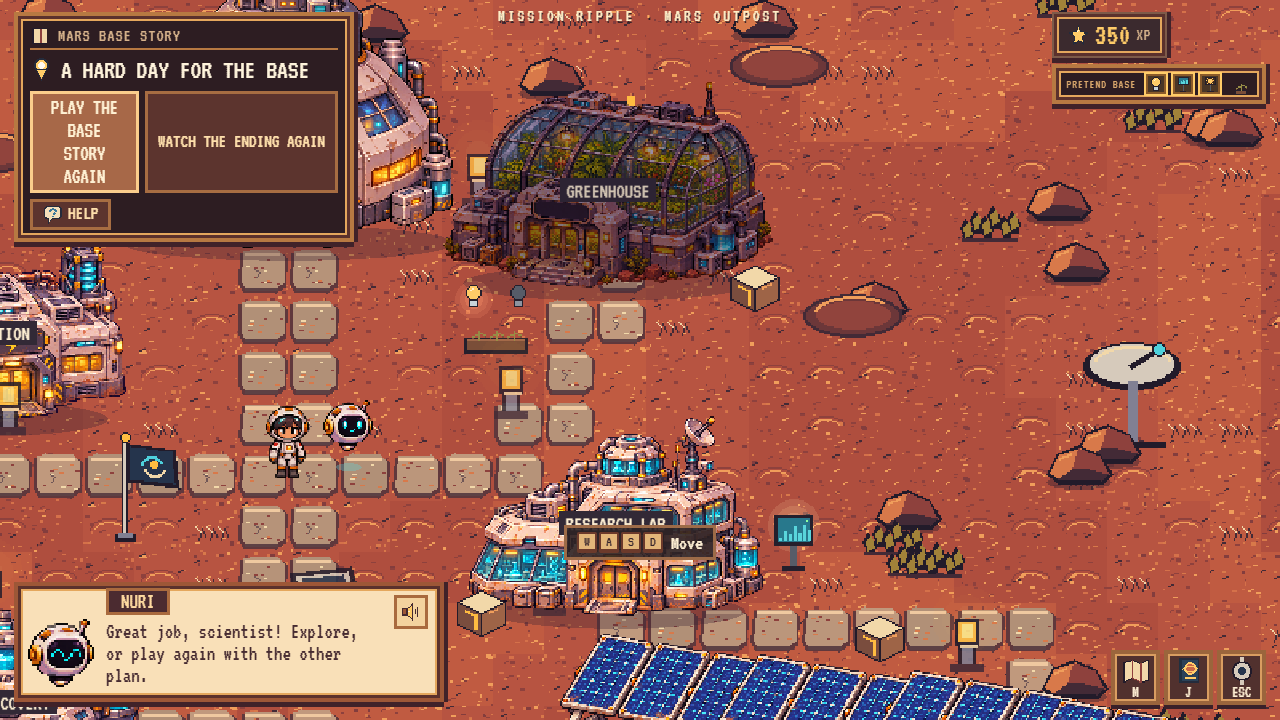 MISSION RIPPLE · MARS OUTPOST
MARS BASE STORY
A HARD DAY FOR THE BASE
PLAY THE
BASE
STORY
AGAIN
WATCH THE ENDING AGAIN
HELP
350 XP
PRETEND BASE
GREENHOUSE
TION
RESEARCH LAB
W A S D Move
NURI
Great job, scientist! Explore,
or play again with the other
plan.
M
J
ESC
COVERY